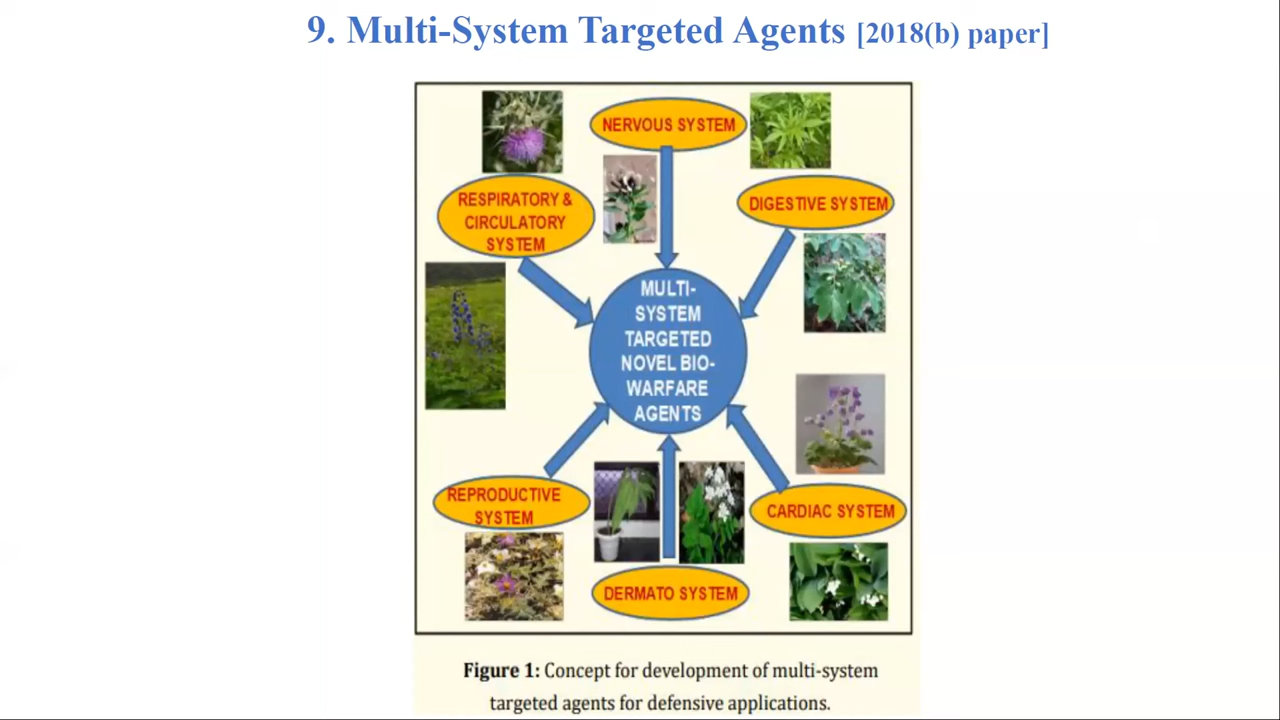 9. Multi-System Targeted Agents [2018(b) paper]
NERVOUS SYSTEM
RESPIRATORY &
CIRCULATORY
SYSTEM
DIGESTIVE SYSTEM
MULTI-
SYSTEM
TARGETED
NOVEL BIO-
WARFARE
AGENTS
REPRODUCTIVE
SYSTEM
CARDIAC SYSTEM
DERMATO SYSTEM
Figure 1: Concept for development of multi-system
targeted agents for defensive applications.